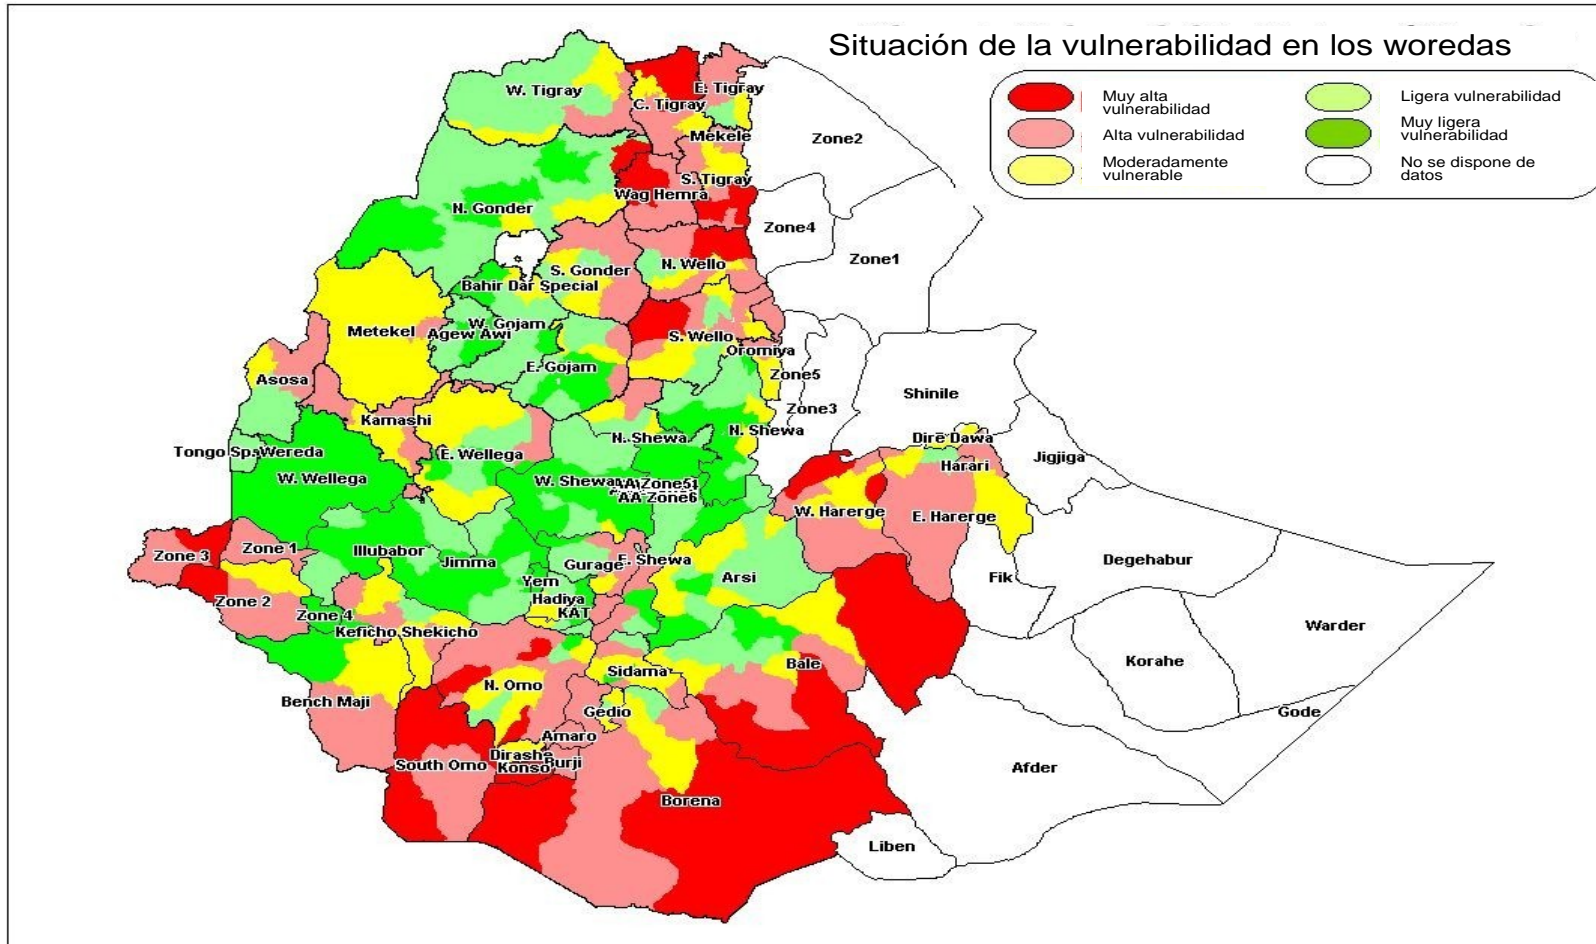 Situación de la vulnerabilidad en los woredas
Muy alta
vulnerabilidad
Alta vulnerabilidad
Moderadamente
vulnerable
Ligera vulnerabilidad
Muy ligera
vulnerabilidad
No se dispone de
datos
W. Tigray
E. Tigray
C. Tigray
Mekele
Zone2
S. Tigray
Wag Hemra
N. Gonder
Zone4
Zone1
S. Gonder
N. Wello
Bahir Dar Special
Metekel
W. Gojam
Agew Awi
S. Wello
Oromiya
E. Gojam
Zone5
Asosa
Shinile
Zone3
Kamashi
N. Shewa
N. Shewa
Dire Dawa
Tongo Sp. Wereda
E. Wellega
Harari
Jigjiga
W. Wellega
W. Shewa
AA Zone6
W. Harerge
E. Harerge
Zone 3
Zone 1
Illubabor
Jimma
Gurage
E. Shewa
Degehabur
Arsi
Fik
Yem
Hadiya
KAT
Zone 2
Zone 4
Keficho Shekicho
Warder
Korahe
Bale
Sidama
N. Omo
Bench Maji
Gedio
Gode
Amaro
Dirashe
Konso
Burji
South Omo
Afder
Borena
Liben